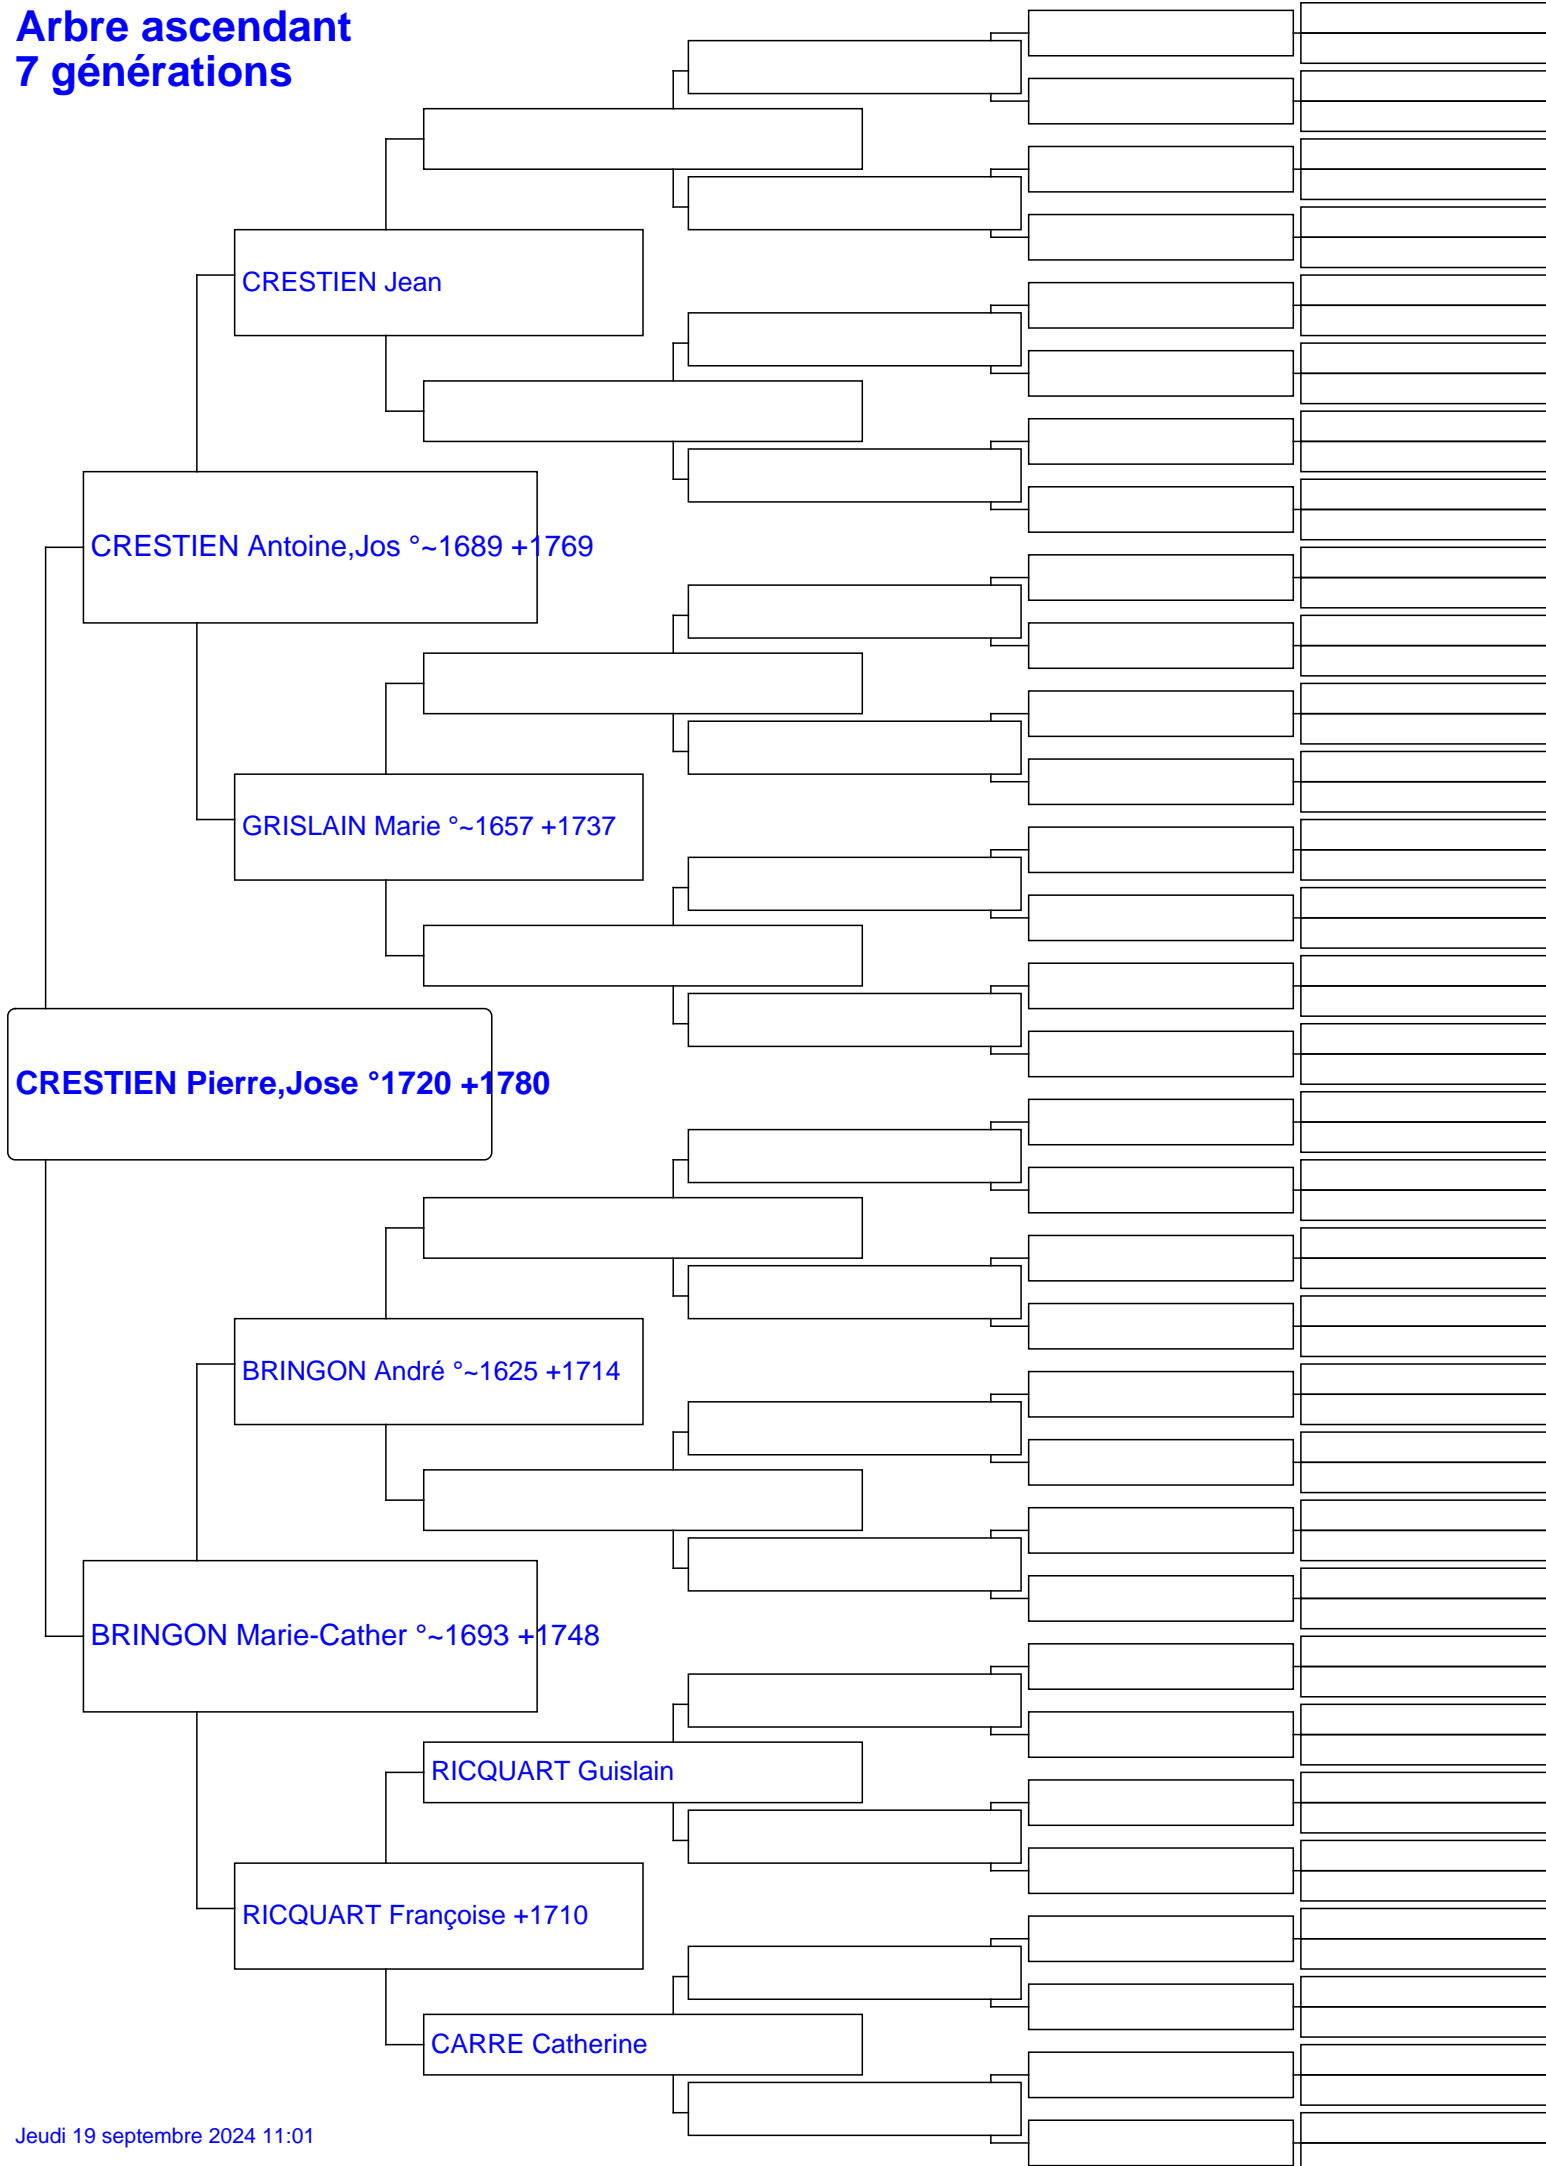 Arbre ascendant
7 générations
CRESTIEN Jean
CRESTIEN Antoine,Jos °~1689 +1769
GRISLAIN Marie °~1657 +1737
CRESTIEN Pierre,Jose °1720 +1780
BRINGON André °~1625 +1714
BRINGON Marie-Cather °~1693 +1748
RICQUART Guislain
RICQUART Françoise +1710
CARRE Catherine
Jeudi 19 septembre 2024 11:01